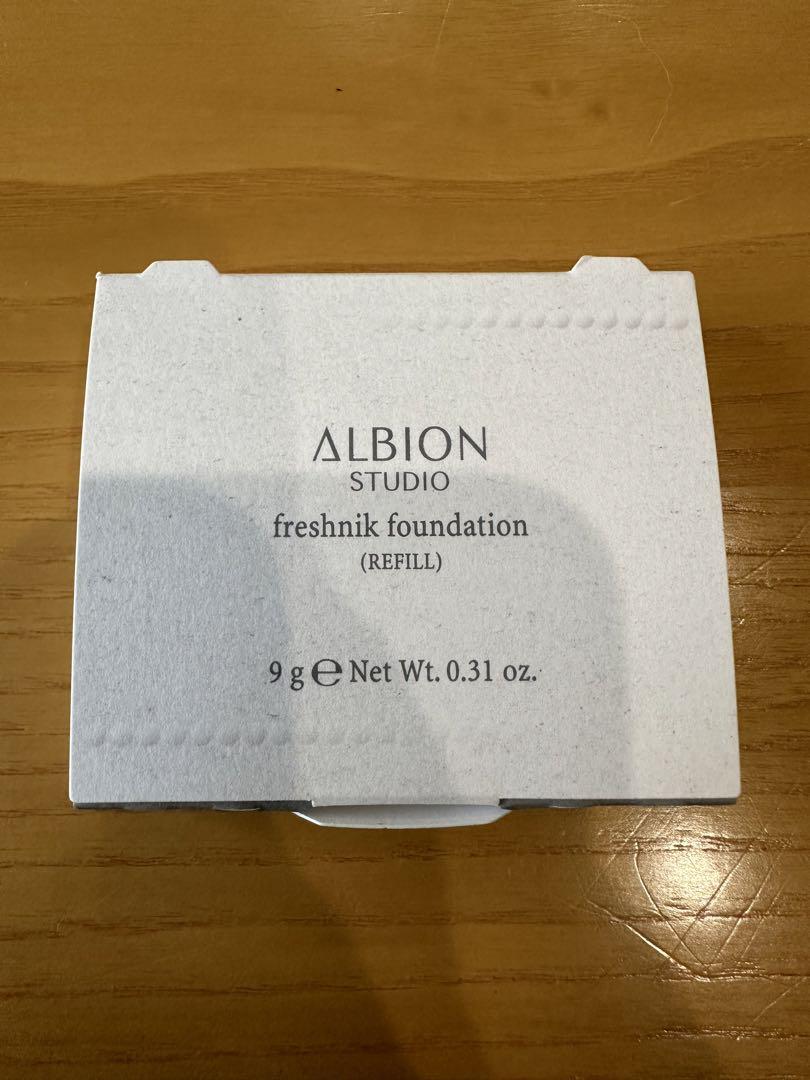 ALBION
STUDIO
freshnik foundation
(REFILL)
9 g ℮ Net Wt. 0.31 oz.